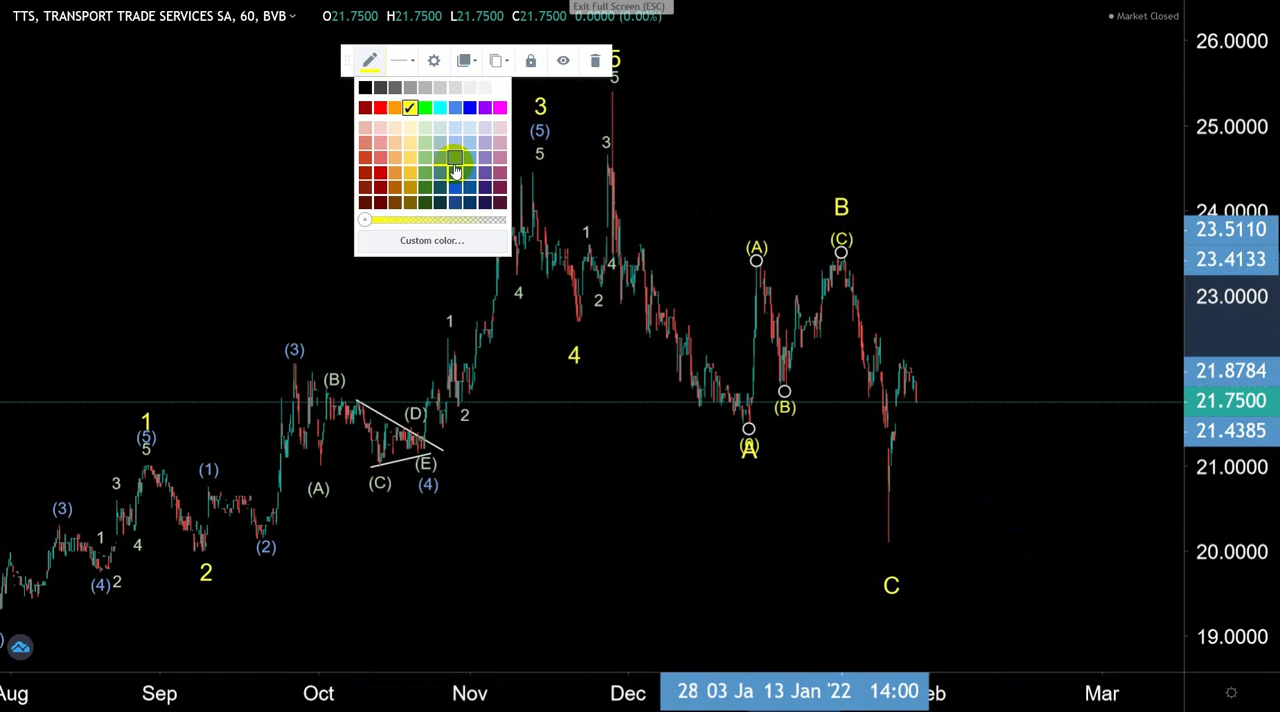 TTS, TRANSPORT TRADE SERVICES SA, 60, BVB
O21.7500 H21.7500 L21.7500 C21.7500 0.0000 (0.00%)
Exit Full Screen (ESC)
Market Closed
26.0000
5
5
3
(5)
5
25.0000
3
24.0000
B
23.5110
1
(A)
(C)
Custom color...
23.4133
4
4
2
23.0000
1
(3)
4
21.8784
(B)
2
(D)
(B)
21.7500
1
(5)
5
A
21.4385
(E)
(1)
21.0000
3
(A)
(C)
(4)
(3)
1
4
(2)
20.0000
(4)
2
2
C
19.0000
Aug
Sep
Oct
Nov
Dec
28
03 Ja
13 Jan '22
14:00
eb
Mar